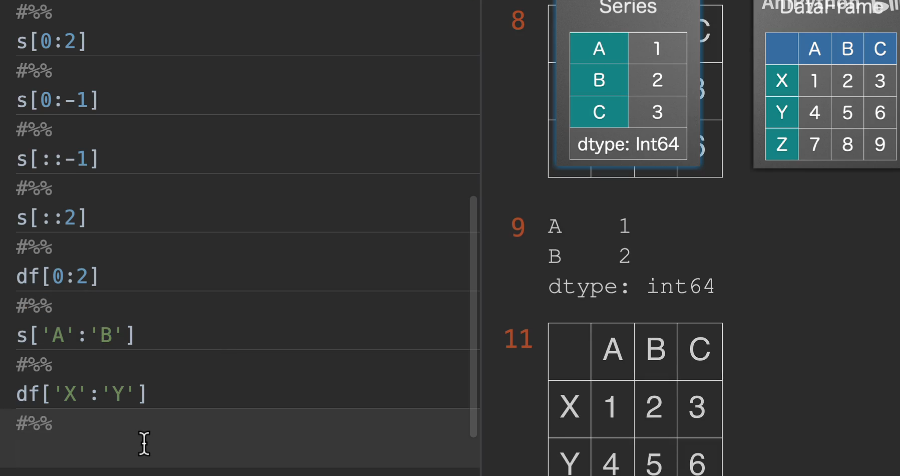 #%%
s[0:2]
#%%
s[0:-1]
#%%
s[::-1]
#%%
s[::2]
#%%
df[0:2]
#%%
s['A':'B']
#%%
df['X':'Y']
#%%
8
C
Series
A 1
B 2
C 3
dtype: Int64
DataFrame
A B C
X 1 2 3
Y 4 5 6
Z 7 8 9
9
A 1
B 2
dtype: int64
11
A B C
X 1 2 3
Y 4 5 6